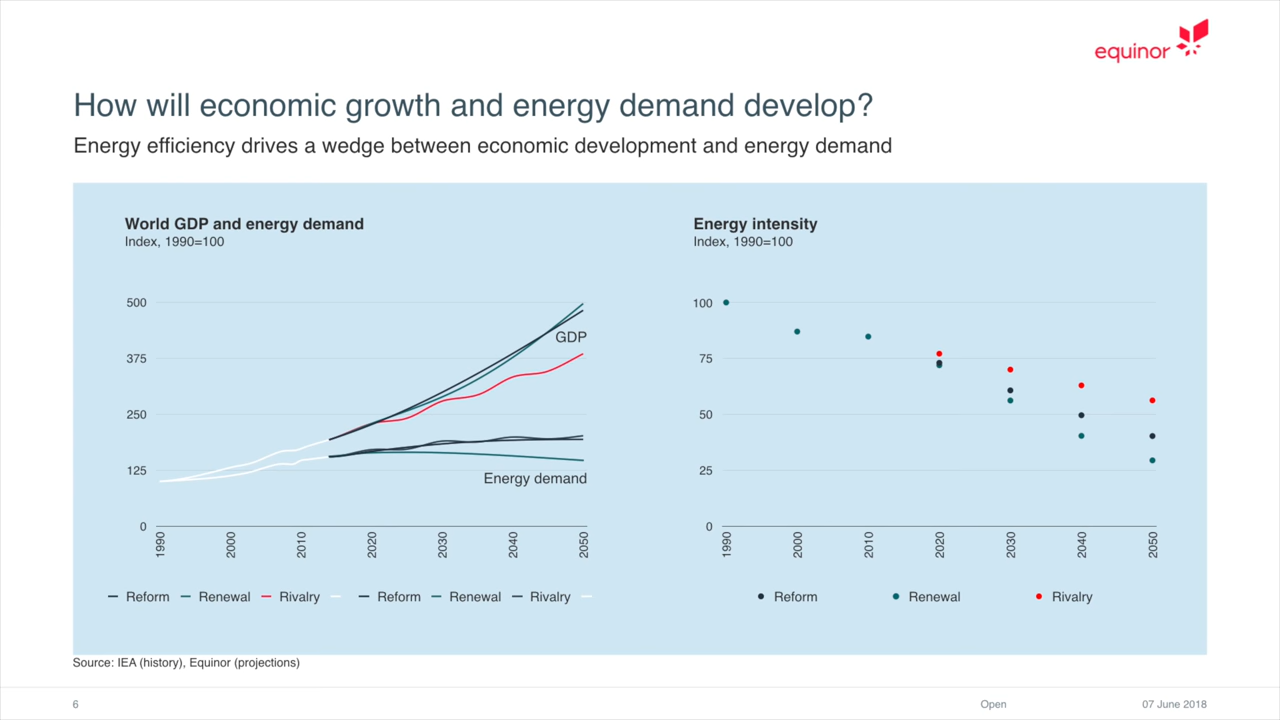 equinor
How will economic growth and energy demand develop?
Energy efficiency drives a wedge between economic development and energy demand
World GDP and energy demand
Index, 1990=100
500
375
250
125
0
GDP
Energy demand
1990 2000 2010 2020 2030 2040 2050
Reform Renewal Rivalry Reform Renewal Rivalry
Energy intensity
Index, 1990=100
100
75
50
25
0
1990 2000 2010 2020 2030 2040 2050
Reform Renewal Rivalry
Source: IEA (history), Equinor (projections)
6 Open 07 June 2018